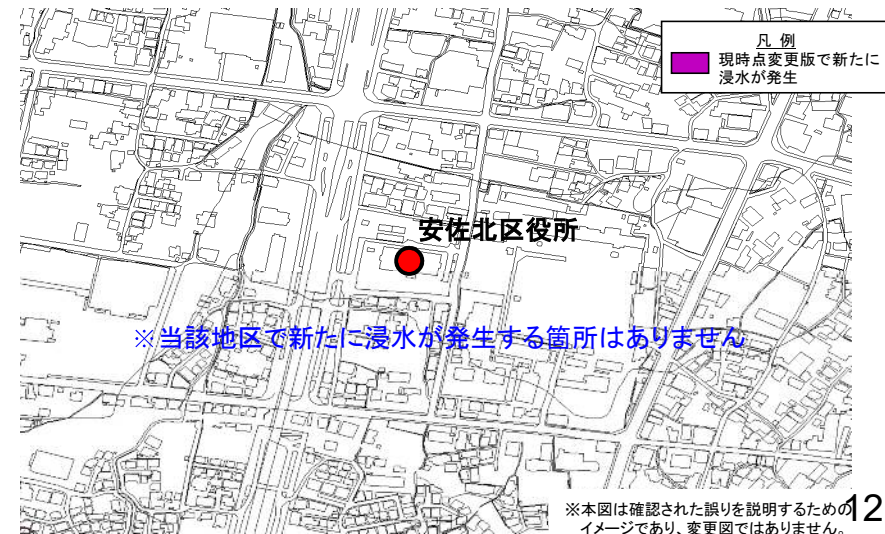 凡 例
現時点変更版で新たに
浸水が発生
安佐北区役所
※当該地区で新たに浸水が発生する箇所はありません
※本図は確認された誤りを説明するための
イメージであり、変更図ではありません。
12